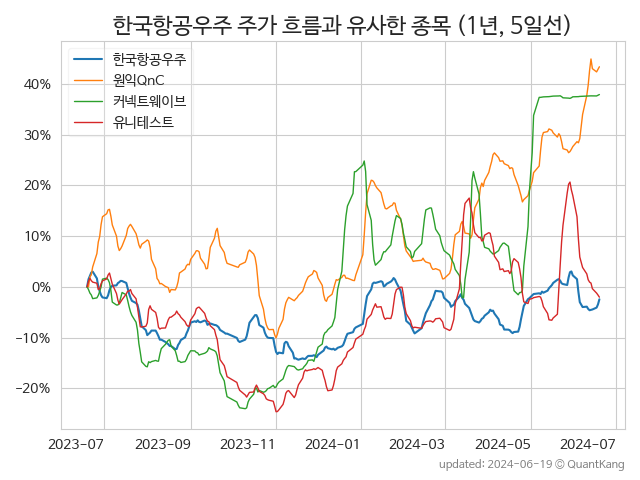 한국항공우주 주가 흐름과 유사한 종목 (1년, 5일선)
한국항공우주
원익QnC
커넥트웨이브
유니테스트
40%
30%
20%
10%
0%
−10%
−20%
2023-07 2023-09 2023-11 2024-01 2024-03 2024-05 2024-07
updated: 2024-06-19 © QuantKang